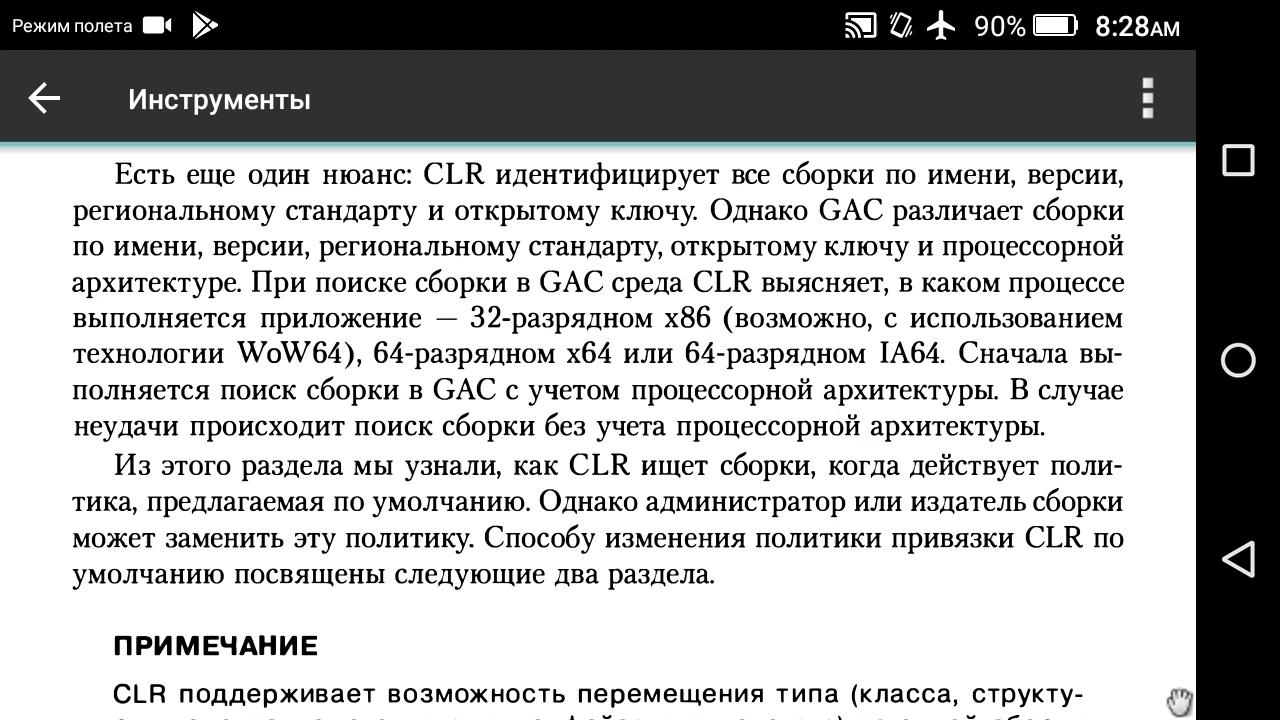 Режим полета
90% 8:28AM
Инструменты
Есть еще один нюанс: CLR идентифицирует все сборки по имени, версии,
региональному стандарту и открытому ключу. Однако GAC различает сборки
по имени, версии, региональному стандарту, открытому ключу и процессорной
архитектуре. При поиске сборки в GAC среда CLR выясняет, в каком процессе
выполняется приложение — 32-разрядном x86 (возможно, с использованием
технологии WoW64), 64-разрядном x64 или 64-разрядном IA64. Сначала вы-
полняется поиск сборки в GAC с учетом процессорной архитектуры. В случае
неудачи происходит поиск сборки без учета процессорной архитектуры.
Из этого раздела мы узнали, как CLR ищет сборки, когда действует поли-
тика, предлагаемая по умолчанию. Однако администратор или издатель сборки
может заменить эту политику. Способу изменения политики привязки CLR по
умолчанию посвящены следующие два раздела.
ПРИМЕЧАНИЕ
CLR поддерживает возможность перемещения типа (класса, структу-